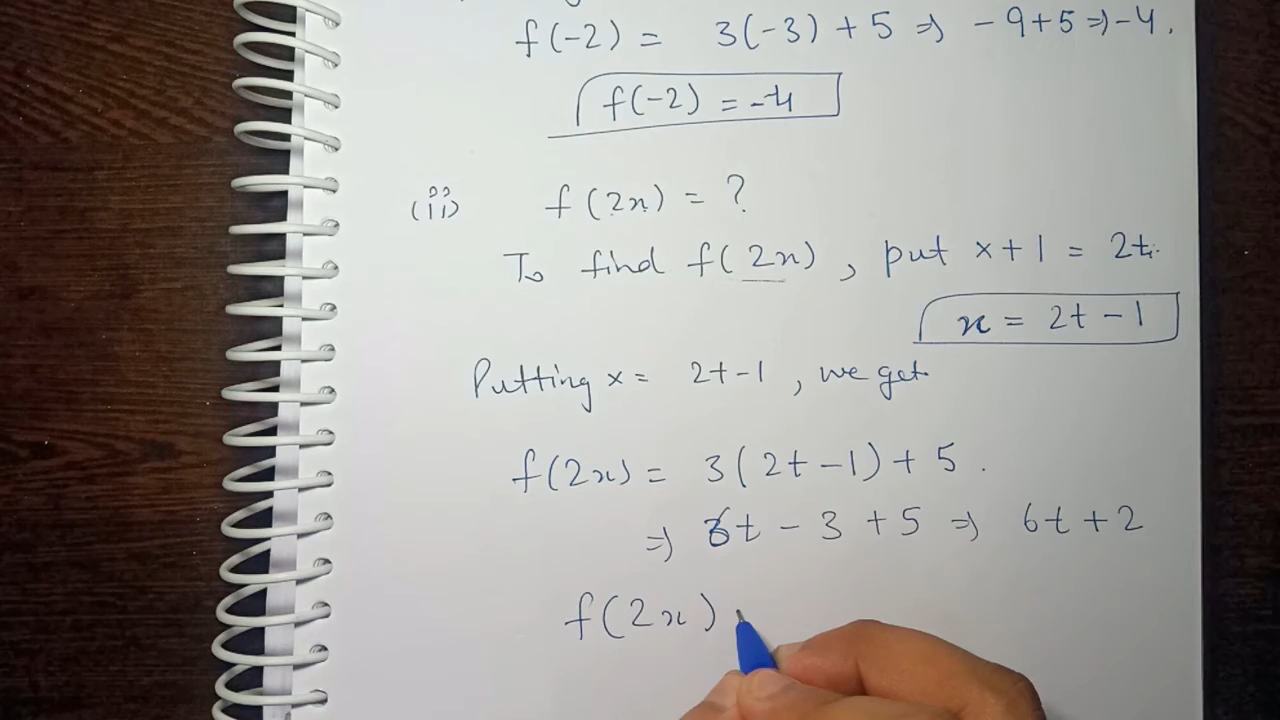 f(-2) = 3(-3) + 5 ⇒ -9+5 ⇒ -4.
f(-2) = -4
(ii) f(2x) = ?
To find f(2x), put x+1 = 2t.
x = 2t - 1
Putting x = 2t-1, we get
f(2x) = 3(2t-1) + 5.
⇒ 6t - 3 + 5 ⇒ 6t + 2
f(2x)